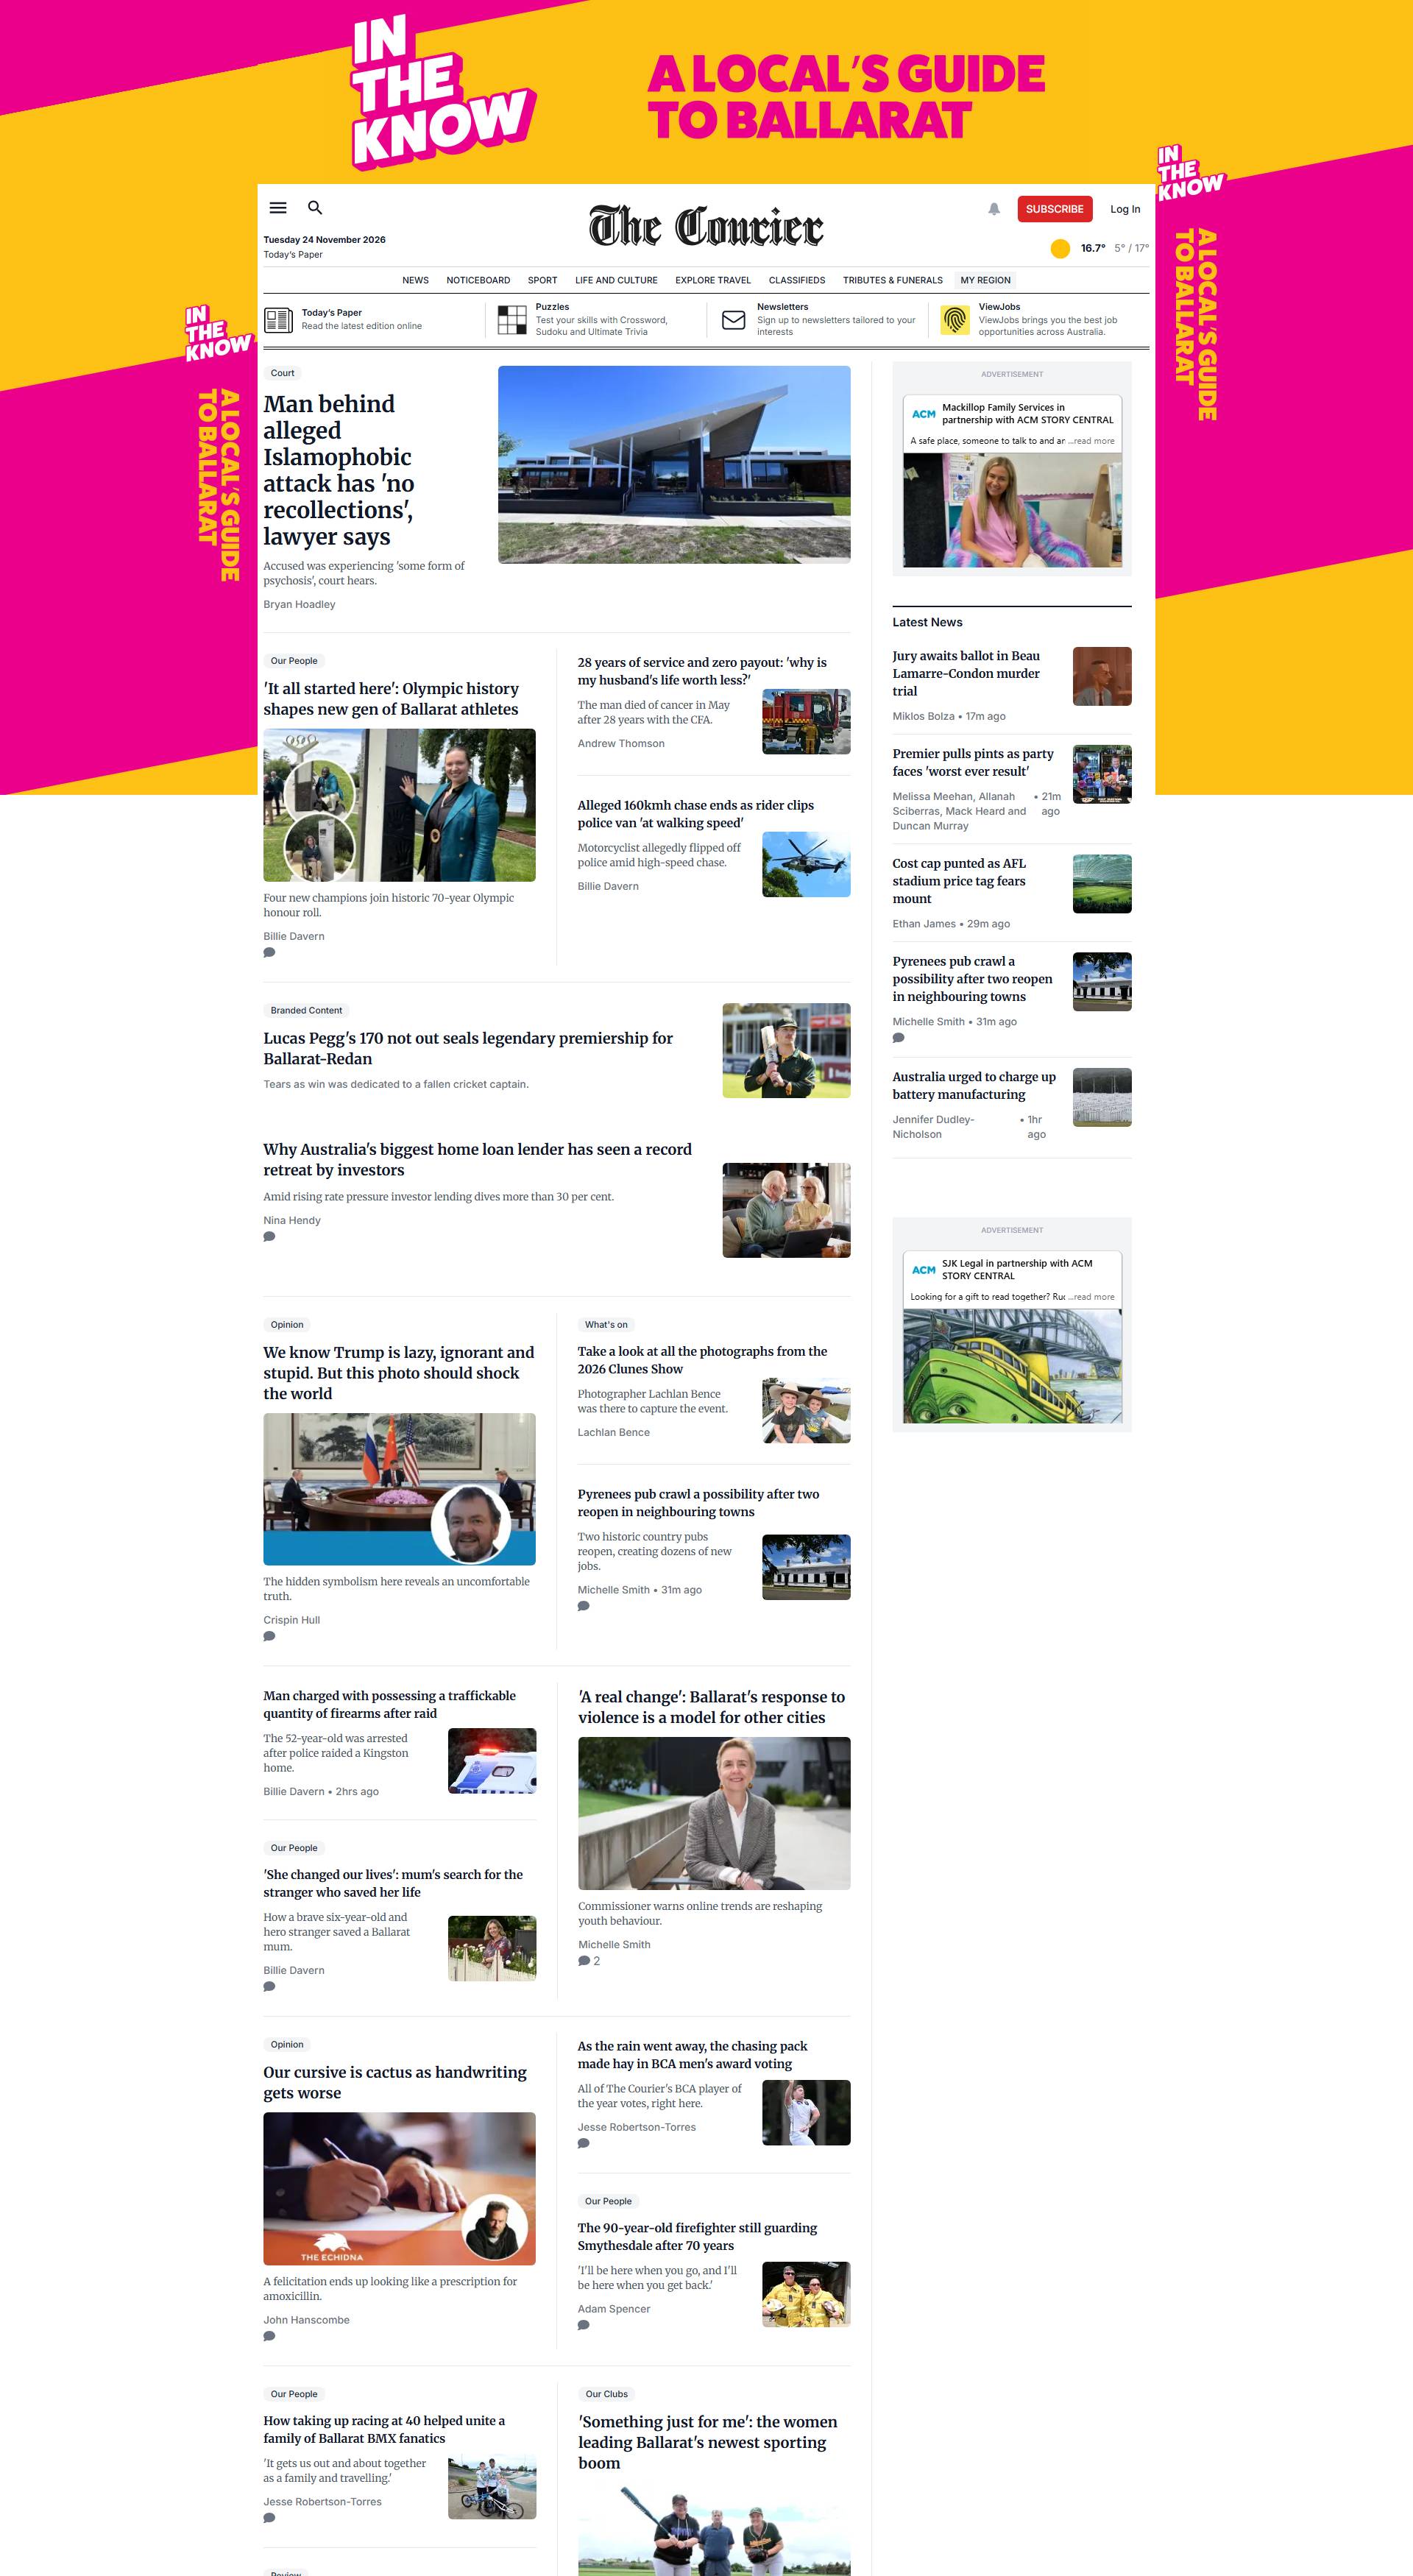 IN
THE
KNOW
A LOCAL'S GUIDE
TO BALLARAT
IN
THE
KNOW
A LOCAL'S GUIDE
TO BALLARAT
IN
THE
KNOW
A LOCAL'S GUIDE
TO BALLARAT
The Courier
SUBSCRIBE
Log In
Tuesday 24 November 2026
Today's Paper
16.7° 5° / 17°
NEWS NOTICEBOARD SPORT LIFE AND CULTURE EXPLORE TRAVEL CLASSIFIEDS TRIBUTES & FUNERALS MY REGION
Today's Paper
Read the latest edition online
Puzzles
Test your skills with Crossword,
Sudoku and Ultimate Trivia
Newsletters
Sign up to newsletters tailored to your
interests
ViewJobs
ViewJobs brings you the best job
opportunities across Australia.
Court
Man behind
alleged
Islamophobic
attack has 'no
recollections',
lawyer says
Accused was experiencing 'some form of
psychosis', court hears.
Bryan Hoadley
Our People
'It all started here': Olympic history
shapes new gen of Ballarat athletes
Four new champions join historic 70-year Olympic
honour roll.
Billie Davern
28 years of service and zero payout: 'why is
my husband's life worth less?'
The man died of cancer in May
after 28 years with the CFA.
Andrew Thomson
Alleged 160kmh chase ends as rider clips
police van 'at walking speed'
Motorcyclist allegedly flipped off
police amid high-speed chase.
Billie Davern
Branded Content
Lucas Pegg's 170 not out seals legendary premiership for
Ballarat-Redan
Tears as win was dedicated to a fallen cricket captain.
Why Australia's biggest home loan lender has seen a record
retreat by investors
Amid rising rate pressure investor lending dives more than 30 per cent.
Nina Hendy
Opinion
We know Trump is lazy, ignorant and
stupid. But this photo should shock
the world
The hidden symbolism here reveals an uncomfortable
truth.
Crispin Hull
What's on
Take a look at all the photographs from the
2026 Clunes Show
Photographer Lachlan Bence
was there to capture the event.
Lachlan Bence
Pyrenees pub crawl a possibility after two
reopen in neighbouring towns
Two historic country pubs
reopen, creating dozens of new
jobs.
Michelle Smith • 31m ago
Man charged with possessing a traffickable
quantity of firearms after raid
The 52-year-old was arrested
after police raided a Kingston
home.
Billie Davern • 2hrs ago
Our People
'She changed our lives': mum's search for the
stranger who saved her life
How a brave six-year-old and
hero stranger saved a Ballarat
mum.
Billie Davern
'A real change': Ballarat's response to
violence is a model for other cities
Commissioner warns online trends are reshaping
youth behaviour.
Michelle Smith
2
Opinion
Our cursive is cactus as handwriting
gets worse
THE ECHIDNA
A felicitation ends up looking like a prescription for
amoxicillin.
John Hanscombe
As the rain went away, the chasing pack
made hay in BCA men's award voting
All of The Courier's BCA player of
the year votes, right here.
Jesse Robertson-Torres
Our People
The 90-year-old firefighter still guarding
Smythesdale after 70 years
'I'll be here when you go, and I'll
be here when you get back.'
Adam Spencer
Our People
How taking up racing at 40 helped unite a
family of Ballarat BMX fanatics
'It gets us out and about together
as a family and travelling.'
Jesse Robertson-Torres
Review
Our Clubs
'Something just for me': the women
leading Ballarat's newest sporting
boom
ADVERTISEMENT
ACM
Mackillop Family Services in
partnership with ACM STORY CENTRAL
A safe place, someone to talk to and ar ...read more
Latest News
Jury awaits ballot in Beau
Lamarre-Condon murder
trial
Miklos Bolza • 17m ago
Premier pulls pints as party
faces 'worst ever result'
Melissa Meehan, Allanah • 21m
Sciberras, Mack Heard and ago
Duncan Murray
Cost cap punted as AFL
stadium price tag fears
mount
Ethan James • 29m ago
Pyrenees pub crawl a
possibility after two reopen
in neighbouring towns
Michelle Smith • 31m ago
Australia urged to charge up
battery manufacturing
Jennifer Dudley- • 1hr
Nicholson ago
ADVERTISEMENT
ACM
SJK Legal in partnership with ACM
STORY CENTRAL
Looking for a gift to read together? Ruc ...read more